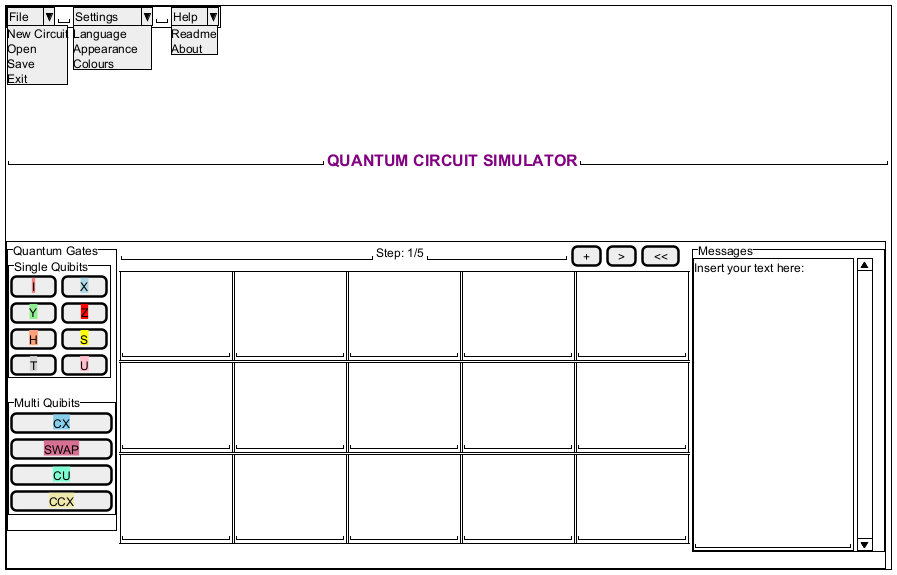 File ▼ Settings ▼ Help ▼
New Circuit Language Readme
Open Appearance About
Save Colours
Exit
QUANTUM CIRCUIT SIMULATOR
Quantum Gates
Single Quibits
I X
Y Z
H S
T U
Multi Quibits
CX
SWAP
CU
CCX
Step: 1/5 + > <<
Messages
Insert your text here: